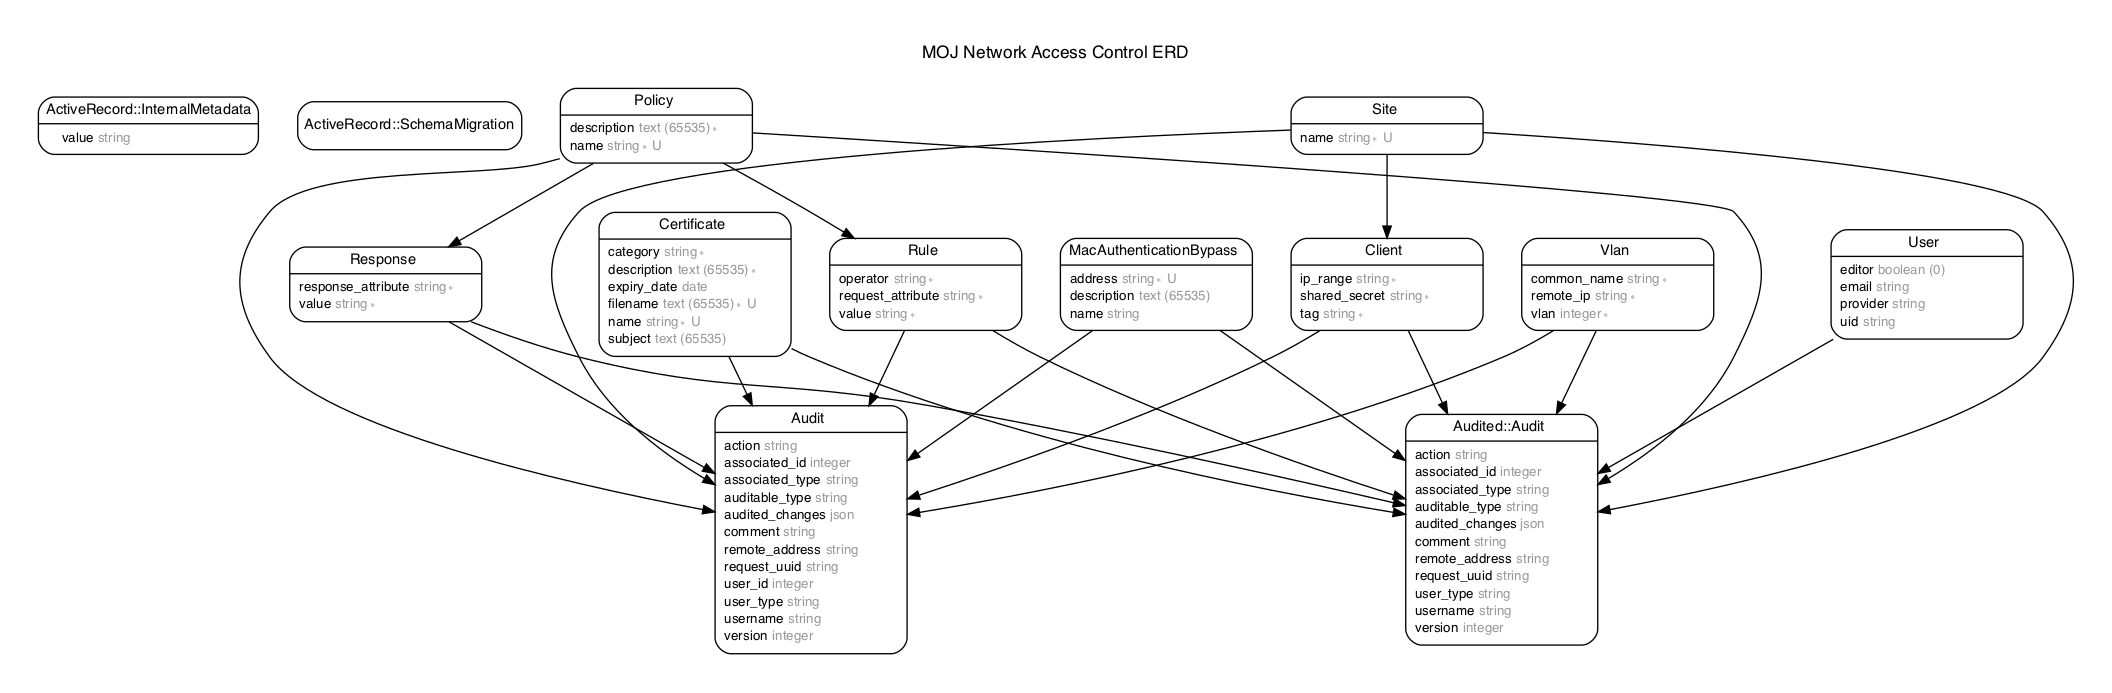 MOJ Network Access Control ERD
ActiveRecord::InternalMetadata
value string
ActiveRecord::SchemaMigration
Policy
description text (65535) *
name string * U
Site
name string * U
Response
response_attribute string *
value string *
Certificate
category string *
description text (65535) *
expiry_date date
filename text (65535) * U
name string * U
subject text (65535)
Rule
operator string *
request_attribute string *
value string *
MacAuthenticationBypass
address string * U
description text (65535)
name string
Client
ip_range string *
shared_secret string *
tag string *
Vlan
common_name string *
remote_ip string *
vlan integer *
User
editor boolean (0)
email string
provider string
uid string
Audit
action string
associated_id integer
associated_type string
auditable_type string
audited_changes json
comment string
remote_address string
request_uuid string
user_id integer
user_type string
username string
version integer
Audited::Audit
action string
associated_id integer
associated_type string
auditable_type string
audited_changes json
comment string
remote_address string
request_uuid string
user_type string
username string
version integer